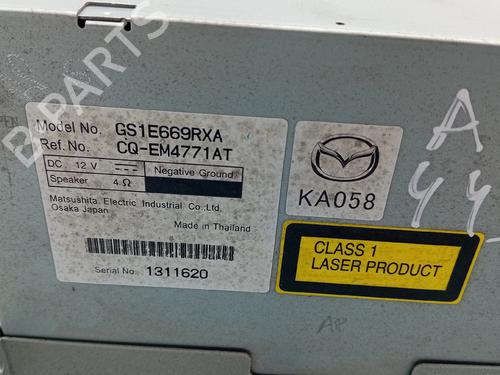 Model No. GS1E669RXA
Ref.No. CQ-EM4771AT
DC 12 V Negative Ground
Speaker 4 Ω
Matsushita Electric Industrial Co.,Ltd.
Osaka Japan
Made in Thailand
Serial No. 1311620
KA058
CLASS 1
LASER PRODUCT
A
44
A8
B-PARTS